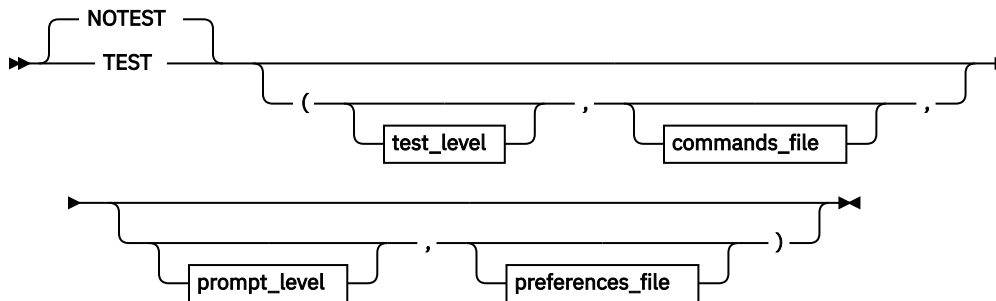 NOTEST
TEST
( test_level , commands_file ,
prompt_level , preferences_file )